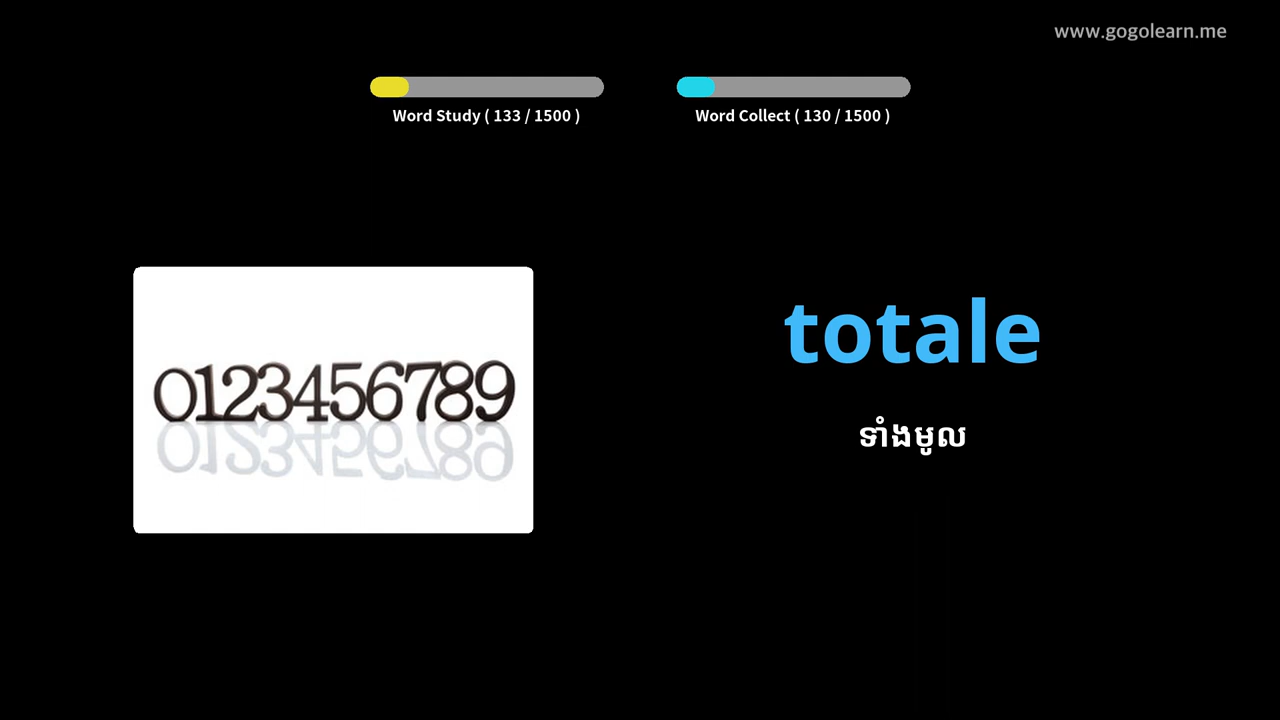 www.gogolearn.me
Word Study ( 133 / 1500 )
Word Collect ( 130 / 1500 )
0123456789
totale
ទាំងមូល